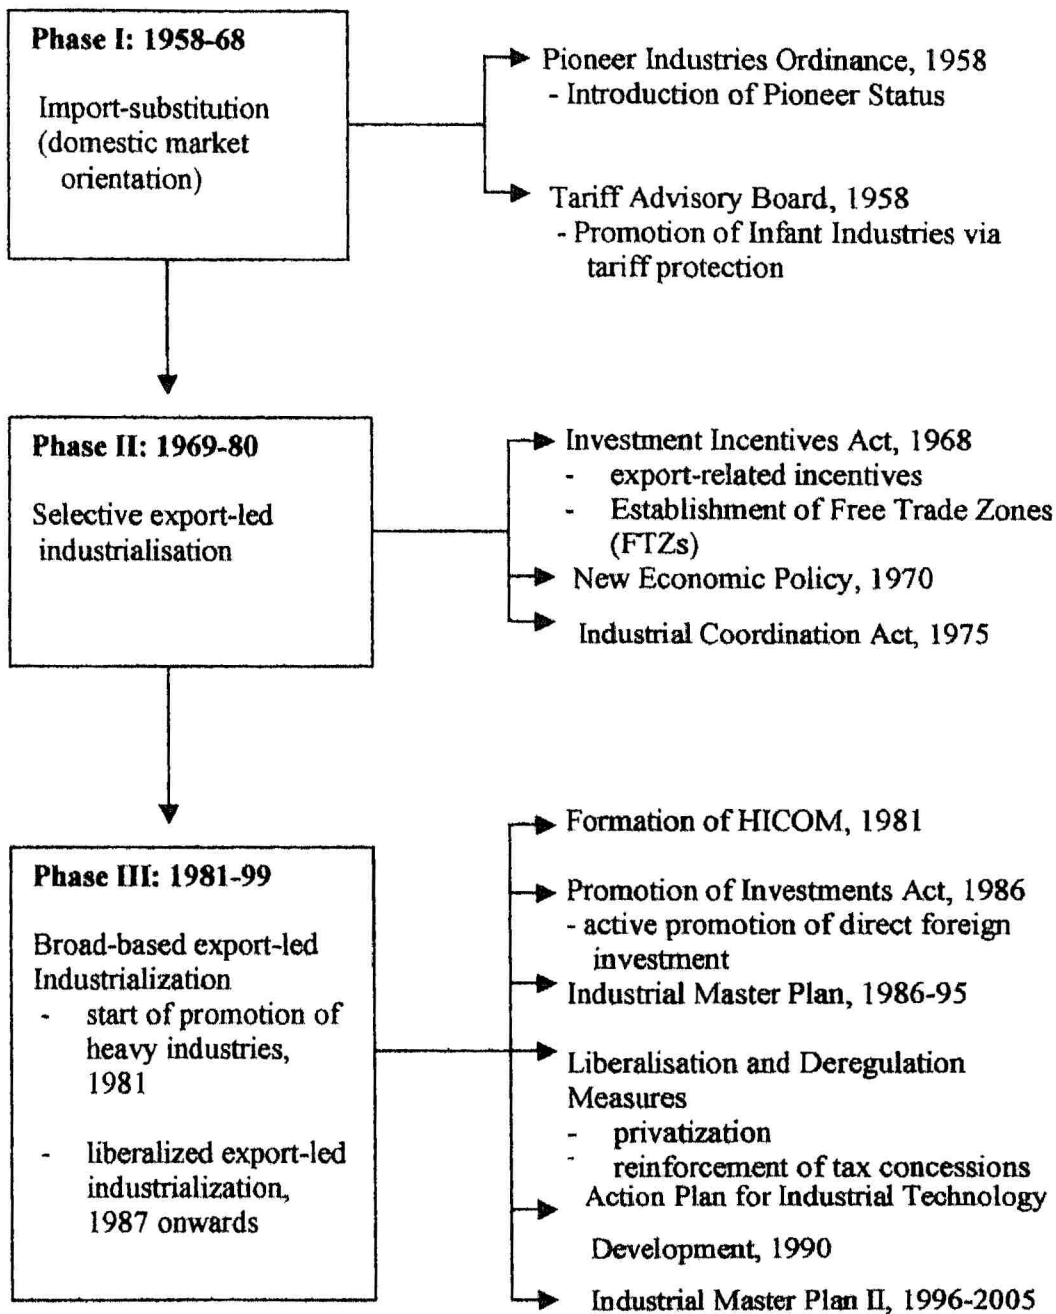 Phase I: 1958-68
Import-substitution
(domestic market
orientation)
Pioneer Industries Ordinance, 1958
- Introduction of Pioneer Status
Tariff Advisory Board, 1958
- Promotion of Infant Industries via
tariff protection
Phase II: 1969-80
Selective export-led
industrialisation
Investment Incentives Act, 1968
- export-related incentives
- Establishment of Free Trade Zones
(FTZs)
New Economic Policy, 1970
Industrial Coordination Act, 1975
Phase III: 1981-99
Broad-based export-led
Industrialization
- start of promotion of
heavy industries,
1981
- liberalized export-led
industrialization,
1987 onwards
Formation of HICOM, 1981
Promotion of Investments Act, 1986
- active promotion of direct foreign
investment
Industrial Master Plan, 1986-95
Liberalisation and Deregulation
Measures
- privatization
- reinforcement of tax concessions
Action Plan for Industrial Technology
Development, 1990
Industrial Master Plan II, 1996-2005